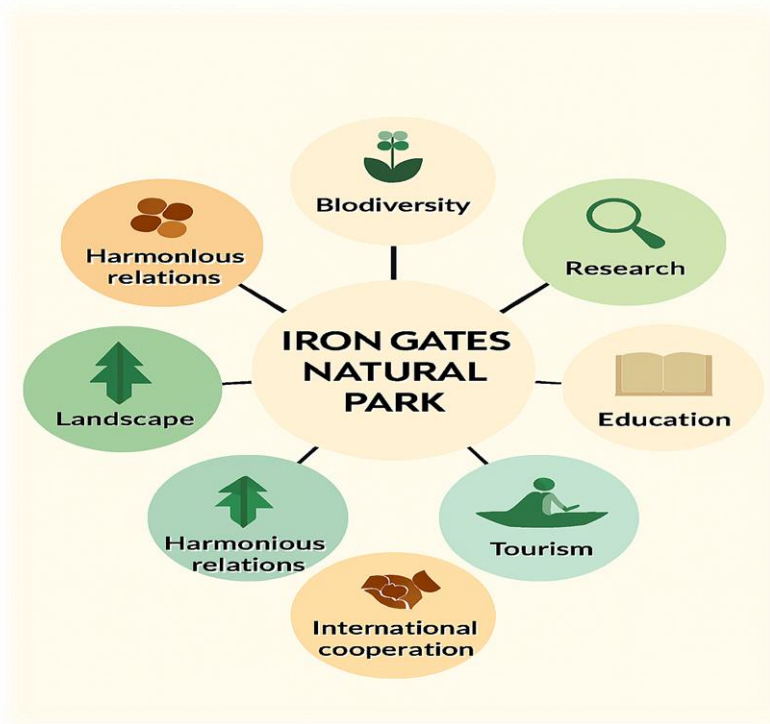 Blodiversity
Harmonlous
relations
Research
IRON GATES
NATURAL
PARK
Landscape
Education
Harmonious
relations
Tourism
International
cooperation